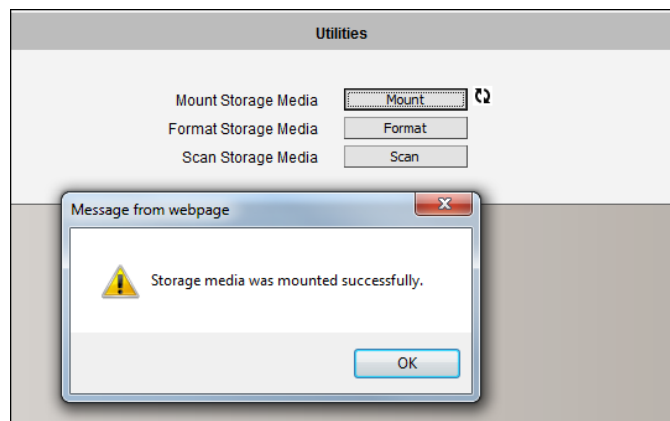 Utilities
Mount Storage Media Mount
Format Storage Media Format
Scan Storage Media Scan
Message from webpage
Storage media was mounted successfully.
OK